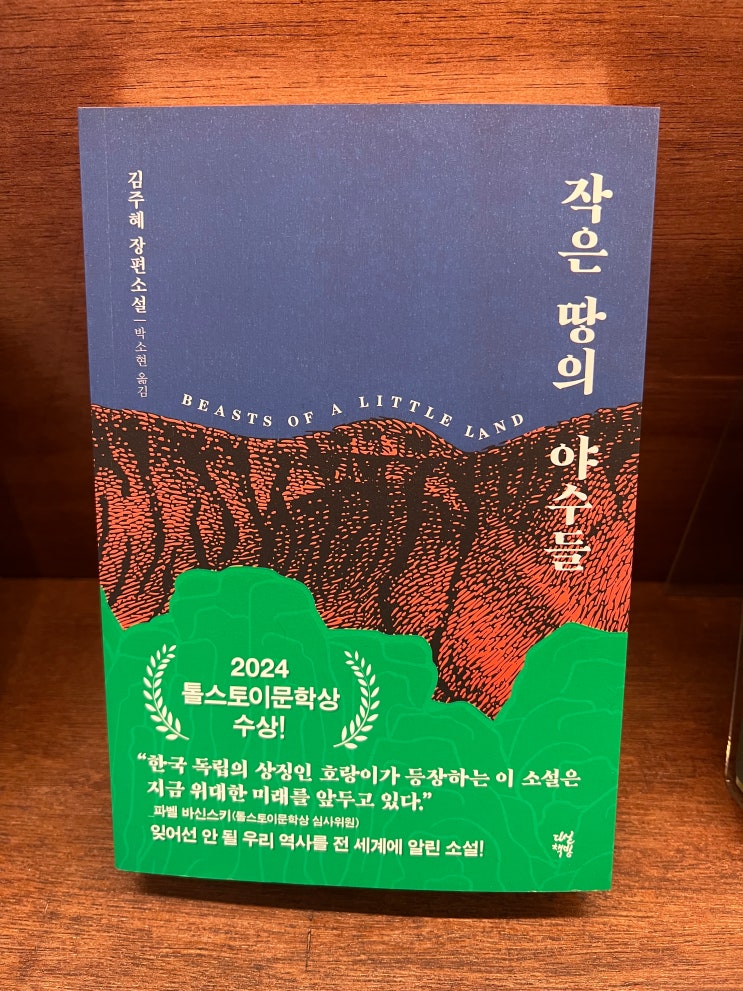 작은 땅의 야수들
김주혜 장편소설 | 박소현 옮김
BEASTS OF A LITTLE LAND
2024
톨스토이문학상
수상!
“한국 독립의 상징인 호랑이가 등장하는 이 소설은
지금 위대한 미래를 앞두고 있다.”
파벨 바신스키(톨스토이문학상 심사위원)
잊어선 안 될 우리 역사를 전 세계에 알린 소설!
다산
책방